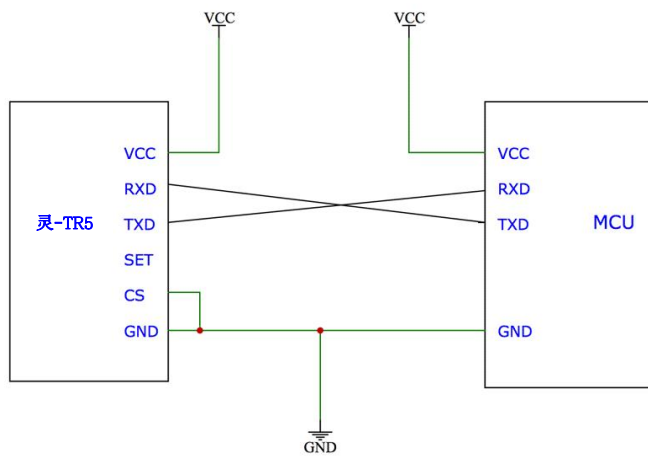 VCC
VCC
VCC
RXD
TXD
SET
CS
GND
灵-TR5
VCC
RXD
TXD
GND
MCU
GND